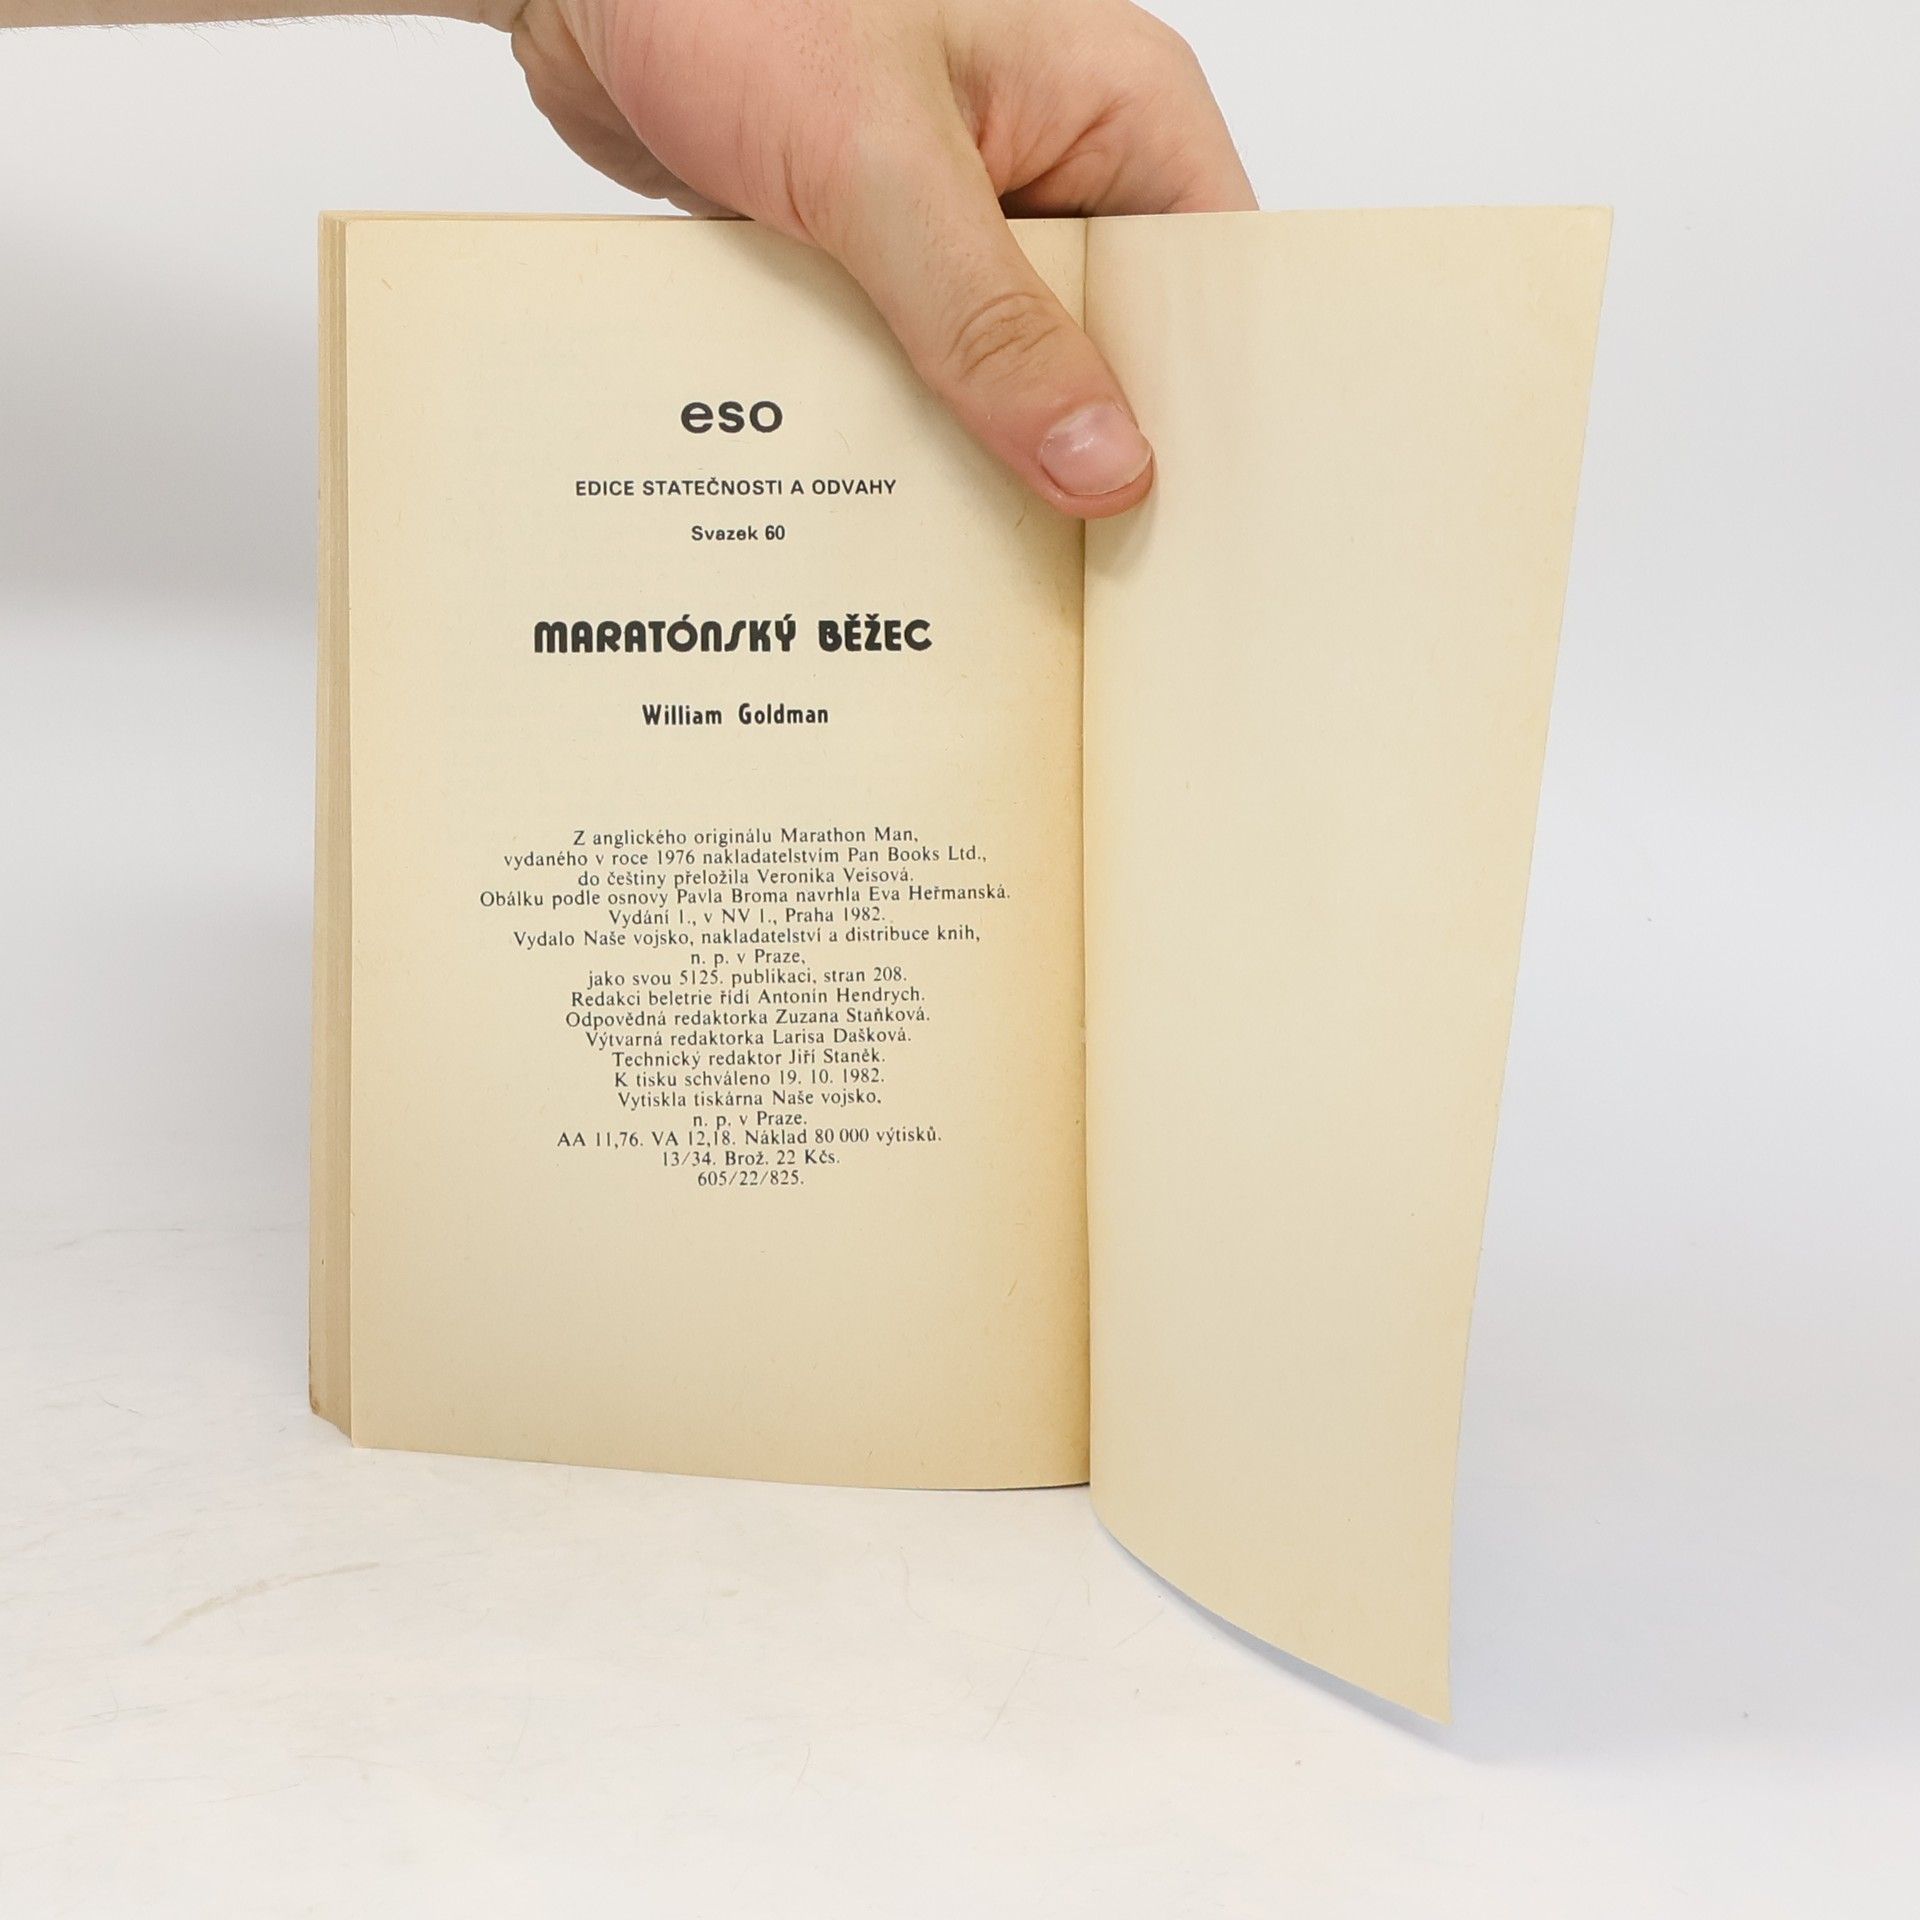 eso
EDICE STATEČNOSTI A ODVAHY
Svazek 60
MARATÓNSKÝ BĚŽEC
William Goldman
Z anglického originálu Marathon Man,
vydaného v roce 1976 nakladatelstvím Pan Books Ltd.,
do češtiny přeložila Veronika Veisová.
Obálku podle osnovy Pavla Broma navrhla Eva Heřmanská.
Vydání 1., v NV 1., Praha 1982.
Vydalo Naše vojsko, nakladatelství a distribuce knih,
n. p. v Praze,
jako svou 5125. publikaci, stran 208.
Redakci beletrie řídí Antonín Hendrych.
Odpovědná redaktorka Zuzana Staňková.
Výtvarná redaktorka Larisa Dašková.
Technický redaktor Jiří Staněk.
K tisku schváleno 19. 10. 1982.
Vytiskla tiskárna Naše vojsko,
n. p. v Praze.
AA 11,76. VA 12,18. Náklad 80 000 výtisků.
13/34. Brož. 22 Kčs.
605/22/825.